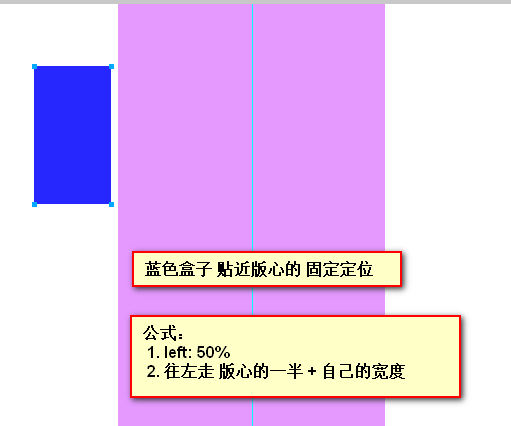 蓝色盒子 贴近版心的 固定定位
公式：
1. left: 50%
2. 往左走 版心的一半 + 自己的宽度